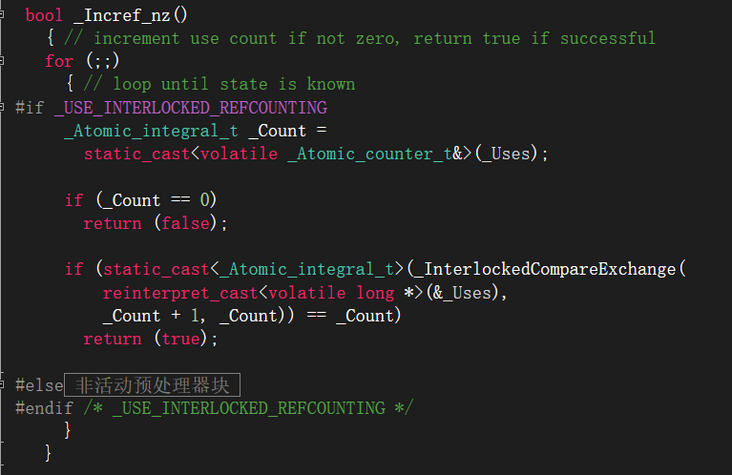 bool _Incref_nz()
{ // increment use count if not zero, return true if successful
for (;;)
{ // loop until state is known
#if _USE_INTERLOCKED_REFCOUNTING
_Atomic_integral_t _Count =
static_cast<volatile _Atomic_counter_t&>(_Uses);
if (_Count == 0)
return (false);
if (static_cast<_Atomic_integral_t>(_InterlockedCompareExchange(
reinterpret_cast<volatile long *>(&_Uses),
_Count + 1, _Count)) == _Count)
return (true);
#else 非活动预处理器块
#endif /* _USE_INTERLOCKED_REFCOUNTING */
}
}